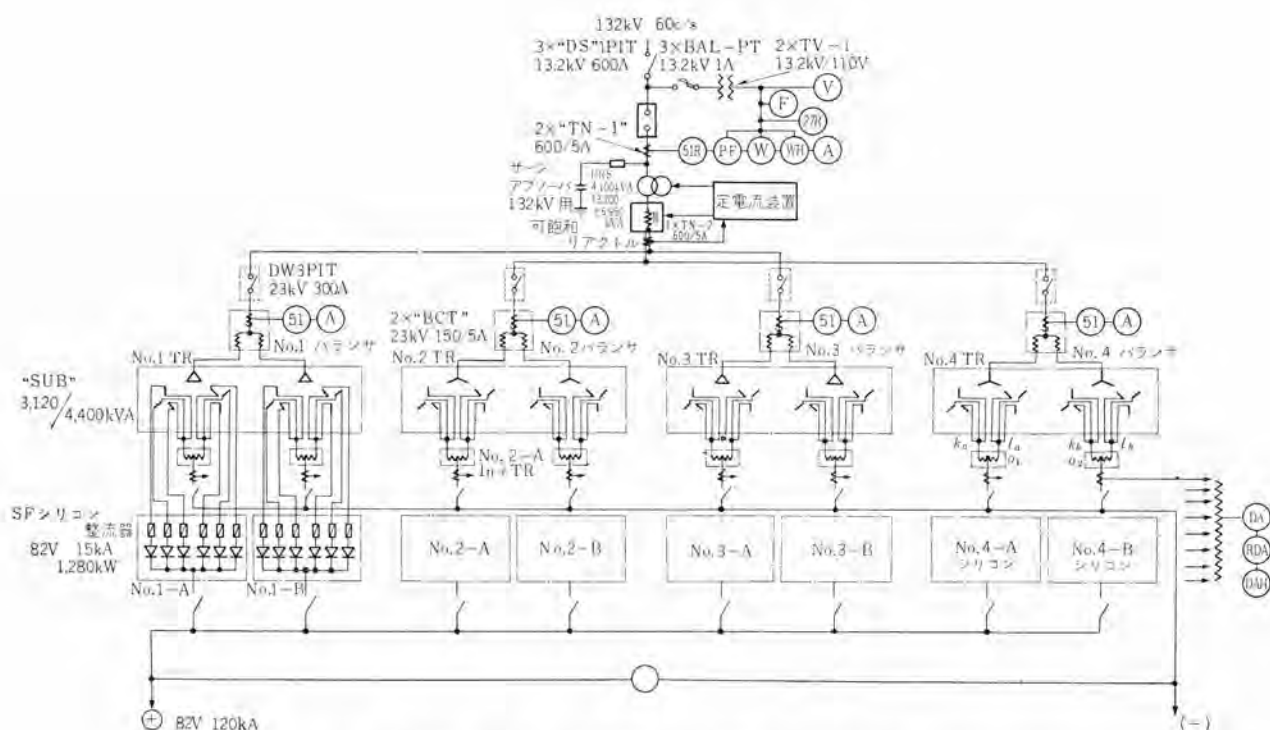 132kV 60c/s
3×“DS”1PIT
13.2kV 600A
3×BAL-PT
13.2kV 1A
2×TV-1
13.2kV/110V
V
F
27R
2×“TN-1”
600/5A
51R
PF
W
WH
A
サージ
アブソーバ
132kV用
4,100kVA
定電流装置
可飽和
リアクトル
1×TN-2
600/5A
DW3PIT
23kV 300A
51
A
2×“BCT”
23kV 150/5A
51
A
51
A
51
A
No.1 TR
No.1 バランサ
No.2 TR
No.2バランサ
No.3 TR
No.3 バランサ
No.4 TR
No.4 バランサ
“SUB”
3,120
4,400kVA
No.2-A
In+TR
SFシリコン
整流器
82V 15kA
1,280kW
No.2-A
No.2-B
No.3-A
No.3-B
No.4-A
シリコン
No.4-B
シリコン
DA
RDA
DAH
No.1-A
No.1-B
+
82V 120kA
(−)